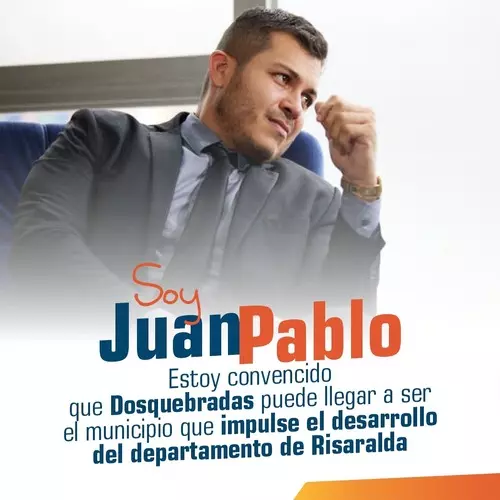 Soy
JuanPablo
Estoy convencido
que Dosquebradas puede llegar a ser
el municipio que impulse el desarrollo
del departamento de Risaralda